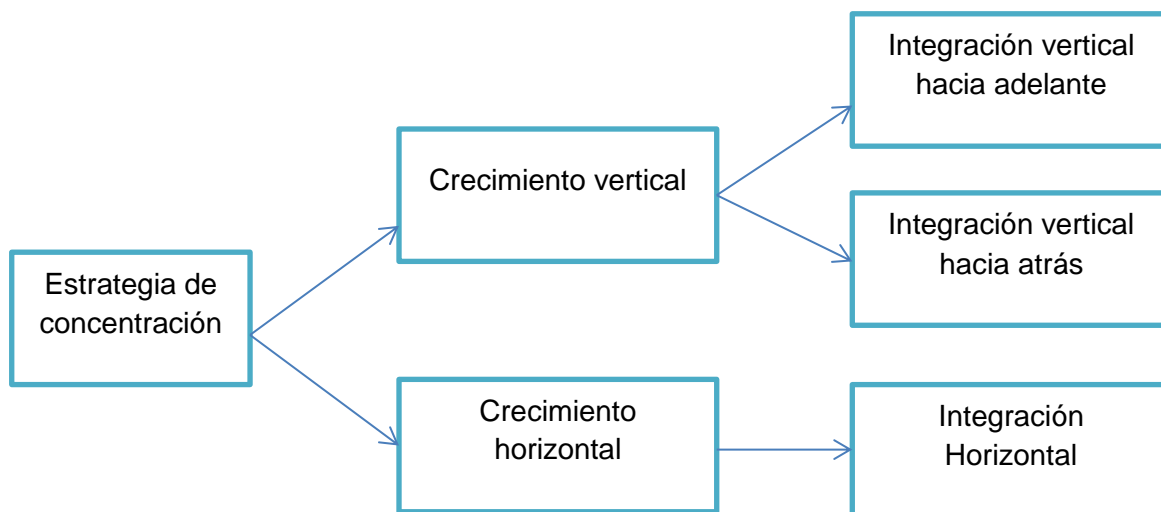 Estrategia de
concentración
Crecimiento vertical
Crecimiento
horizontal
Integración vertical
hacia adelante
Integración vertical
hacia atrás
Integración
Horizontal